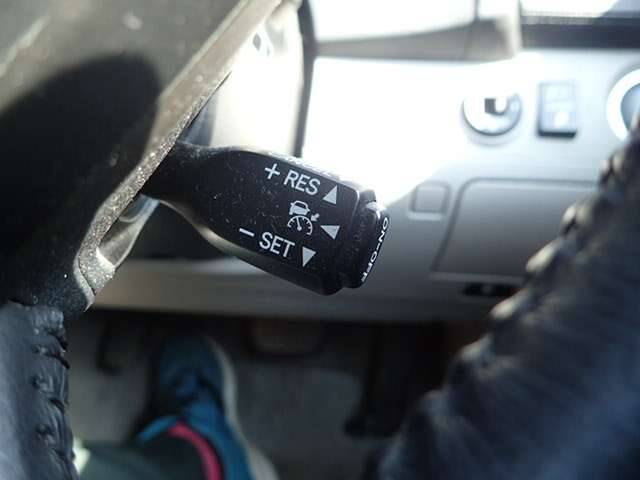 + RES
- SET
ON-OFF